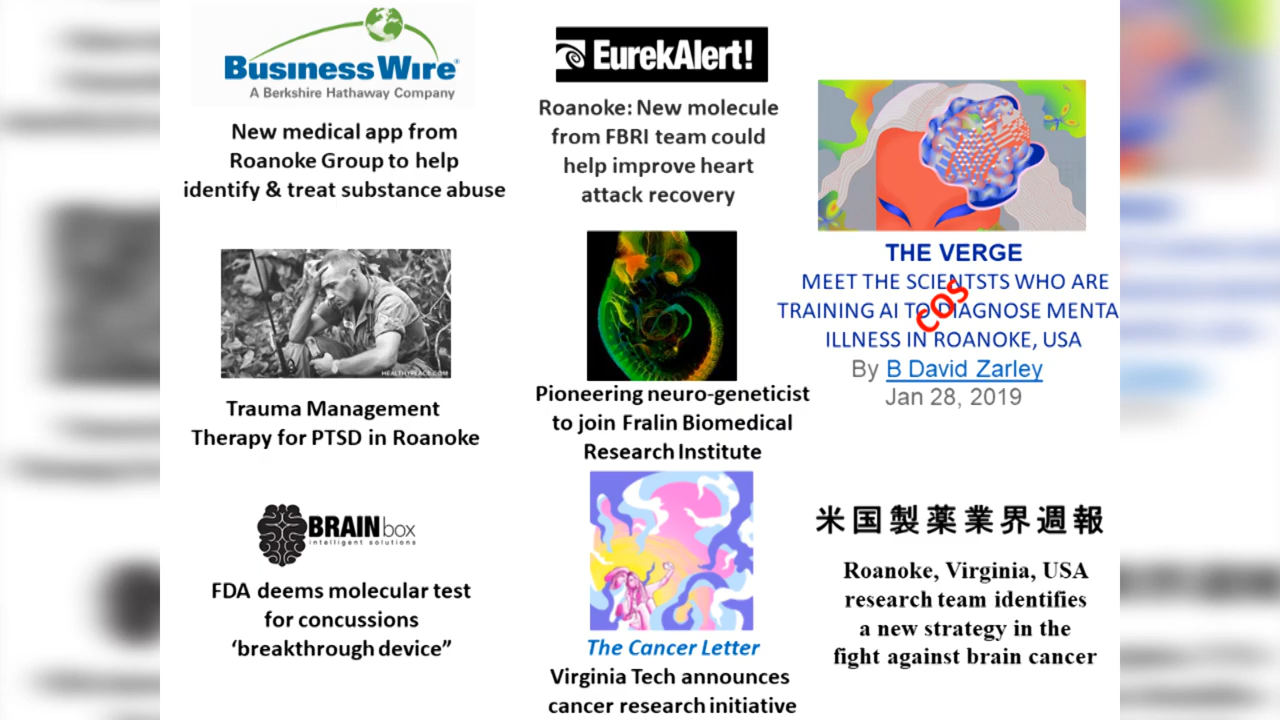 BusinessWire
A Berkshire Hathaway Company
New medical app from
Roanoke Group to help
identify & treat substance abuse
HEALTHYPLACE.COM
Trauma Management
Therapy for PTSD in Roanoke
BRAINbox
intelligent solutions
FDA deems molecular test
for concussions
‘breakthrough device”
EurekAlert!
Roanoke: New molecule
from FBRI team could
help improve heart
attack recovery
Pioneering neuro-geneticist
to join Fralin Biomedical
Research Institute
The Cancer Letter
Virginia Tech announces
cancer research initiative
THE VERGE
MEET THE SCIENTSTS WHO ARE
TRAINING AI TO DIAGNOSE MENTA
ILLNESS IN ROANOKE, USA
COS
By B David Zarley
Jan 28, 2019
米国製薬業界週報
Roanoke, Virginia, USA
research team identifies
a new strategy in the
fight against brain cancer